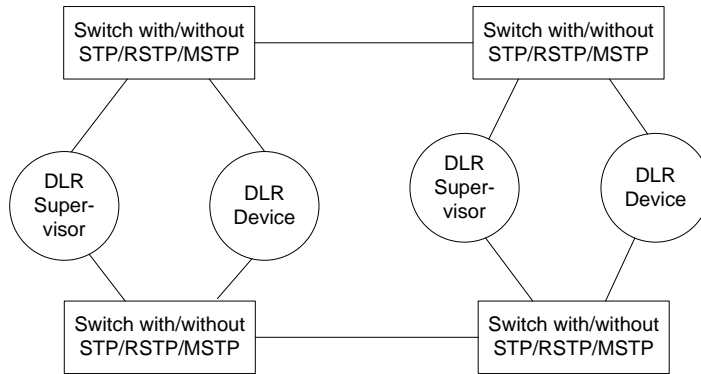 Switch with/without
STP/RSTP/MSTP
Switch with/without
STP/RSTP/MSTP
DLR
Super-
visor
DLR
Device
DLR
Super-
visor
DLR
Device
Switch with/without
STP/RSTP/MSTP
Switch with/without
STP/RSTP/MSTP